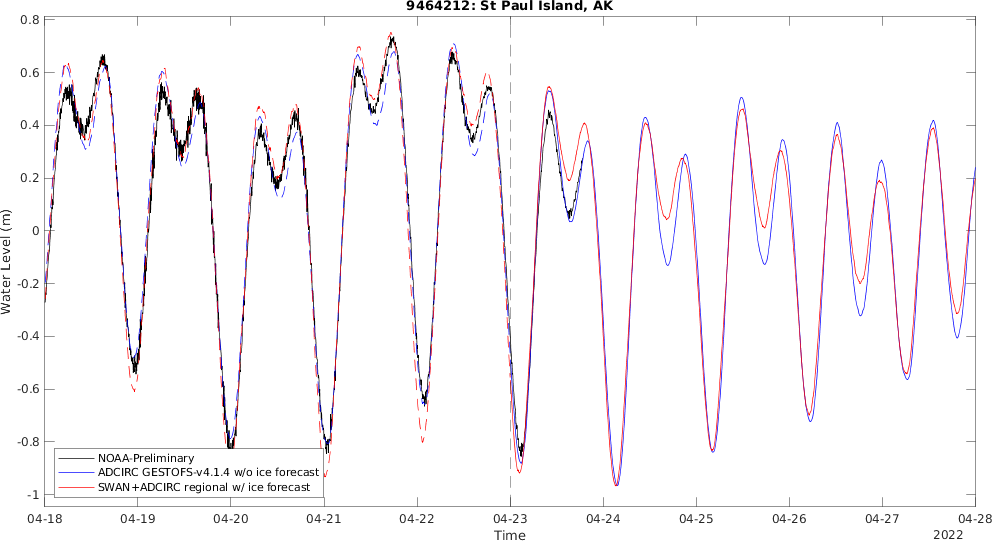 9464212: St Paul Island, AK
0.8
0.6
0.4
0.2
0
-0.2
-0.4
-0.6
-0.8
-1
Water Level (m)
NOAA-Preliminary
ADCIRC GESTOFS-v4.1.4 w/o ice forecast
SWAN+ADCIRC regional w/ ice forecast
04-18 04-19 04-20 04-21 04-22 04-23 04-24 04-25 04-26 04-27 04-28
Time
2022